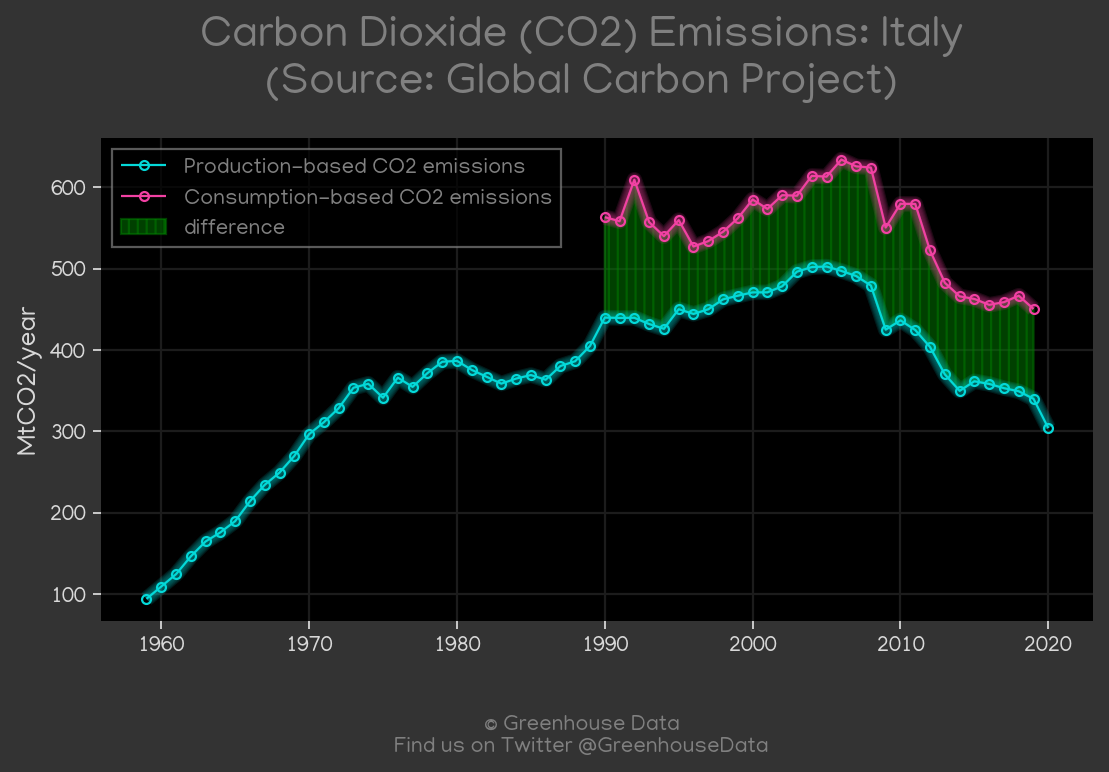 Carbon Dioxide (CO2) Emissions: Italy
(Source: Global Carbon Project)
Production-based CO2 emissions
Consumption-based CO2 emissions
difference
MtCO2/year
600
500
400
300
200
100
1960 1970 1980 1990 2000 2010 2020
© Greenhouse Data
Find us on Twitter @GreenhouseData